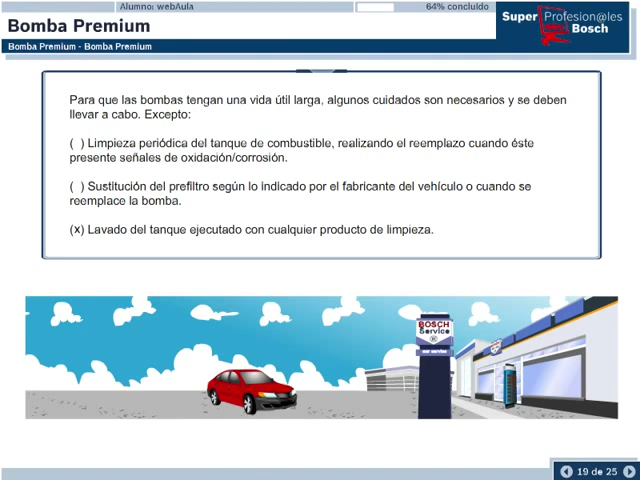 Alumno: webAula
64% concluido
Bomba Premium
Super Profesion@les
Bosch
Bomba Premium - Bomba Premium
Para que las bombas tengan una vida útil larga, algunos cuidados son necesarios y se deben
llevar a cabo. Excepto:
( ) Limpieza periódica del tanque de combustible, realizando el reemplazo cuando éste
presente señales de oxidación/corrosión.
( ) Sustitución del prefiltro según lo indicado por el fabricante del vehículo o cuando se
reemplace la bomba.
(x) Lavado del tanque ejecutado con cualquier producto de limpieza.
BOSCH
Service
car service
19 de 25